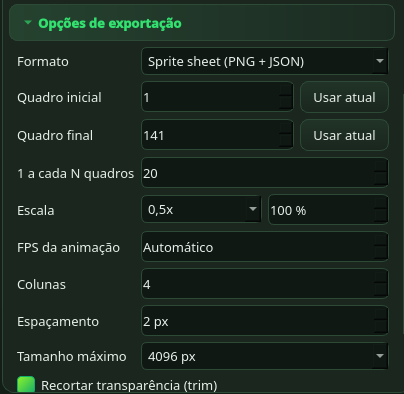 Opções de exportação
Formato Sprite sheet (PNG + JSON)
Quadro inicial 1 Usar atual
Quadro final 141 Usar atual
1 a cada N quadros 20
Escala 0,5x 100 %
FPS da animação Automático
Colunas 4
Espaçamento 2 px
Tamanho máximo 4096 px
Recortar transparência (trim)